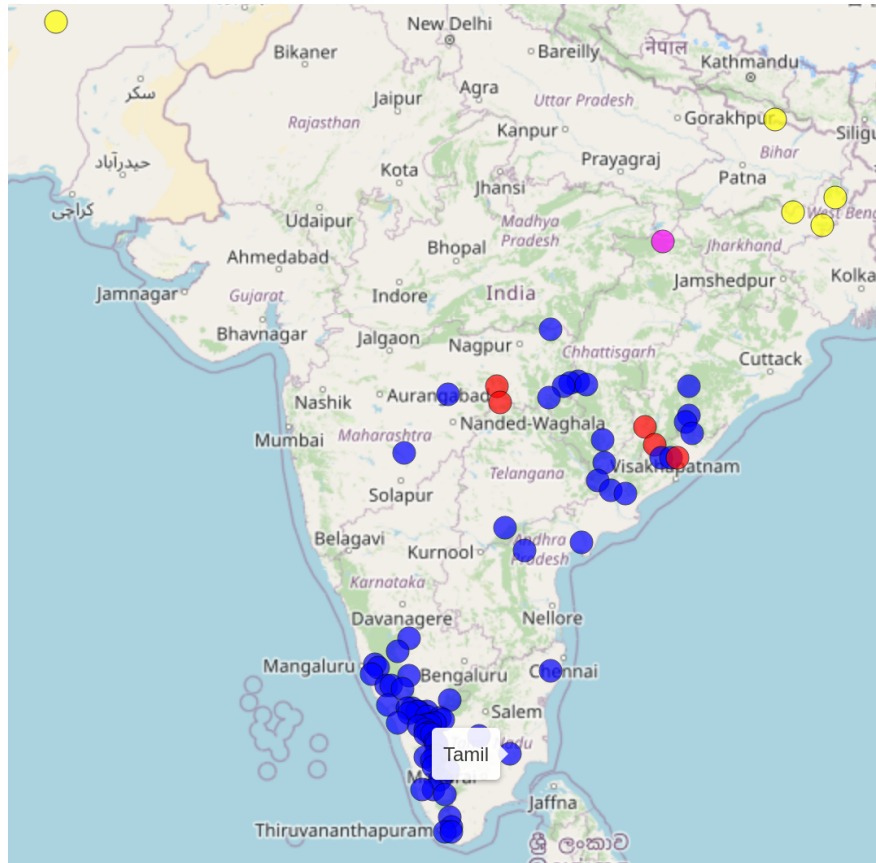 New Delhi
नेपाल
Bikaner
Bareilly
Kathmandu
سکر
Agra
Jaipur
Uttar Pradesh
Gorakhpur
Rajasthan
Kanpur
Siligu
حیدرآباد
Bihar
Prayagraj
Kota
Patna
Jhansi
کراچی
West Beng
Udaipur
Madhya
Pradesh
Bhopal
Jharkhand
Ahmedabad
Jamshedpur
Kolka
Jamnagar
Gujarat
Indore
India
Bhavnagar
Jalgaon
Nagpur
Chhattisgarh
Cuttack
Aurangabad
Nashik
Nanded-Waghala
Mumbai
Maharashtra
Visakhapatnam
Telangana
Solapur
Belagavi
Andhra
Pradesh
Kurnool
Karnataka
Davanagere
Nellore
Mangaluru
Bengaluru
Chennai
Salem
Tamil
Jaffna
Thiruvananthapuram
ශ්‍රී ලංකාව